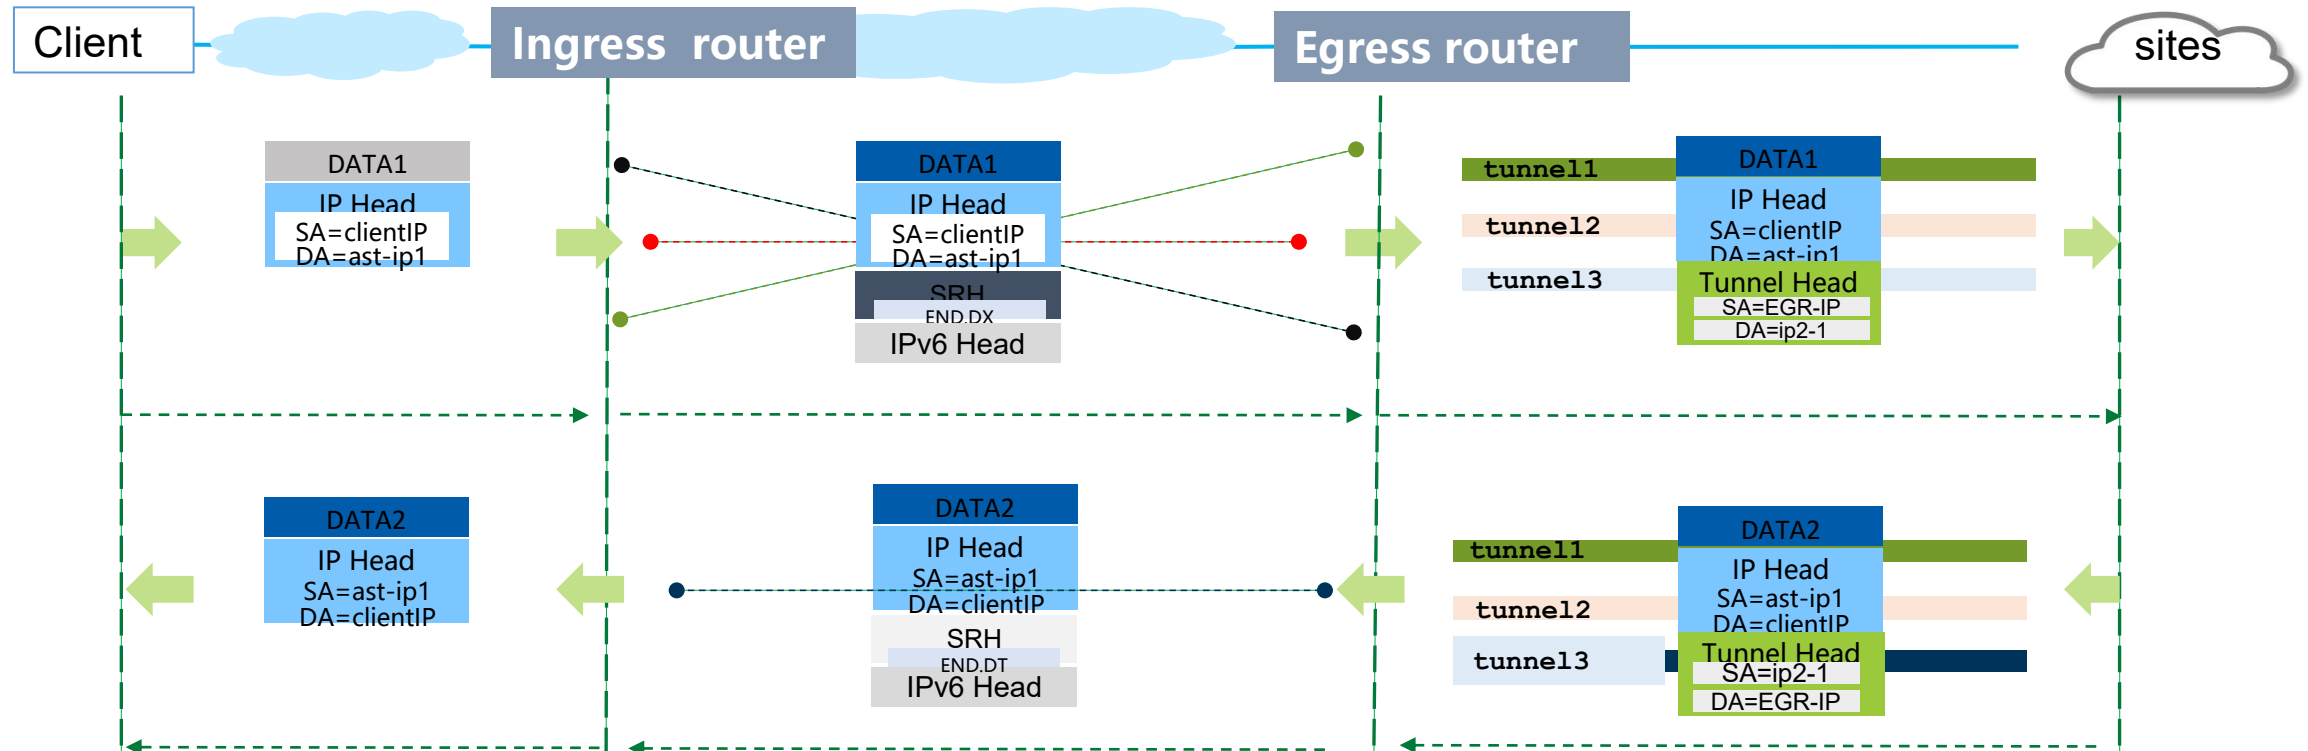 Client
Ingress router
Egress router
sites
DATA1
IP Head
SA=clientIP
DA=ast-ip1
DATA1
IP Head
SA=clientIP
DA=ast-ip1
SRH
END.DX
IPv6 Head
tunnel1
tunnel2
tunnel3
DATA1
IP Head
SA=clientIP
DA=ast-ip1
Tunnel Head
SA=EGR-IP
DA=ip2-1
DATA2
IP Head
SA=ast-ip1
DA=clientIP
DATA2
IP Head
SA=ast-ip1
DA=clientIP
SRH
END.DT
IPv6 Head
tunnel1
tunnel2
tunnel3
DATA2
IP Head
SA=ast-ip1
DA=clientIP
Tunnel Head
SA=ip2-1
DA=EGR-IP